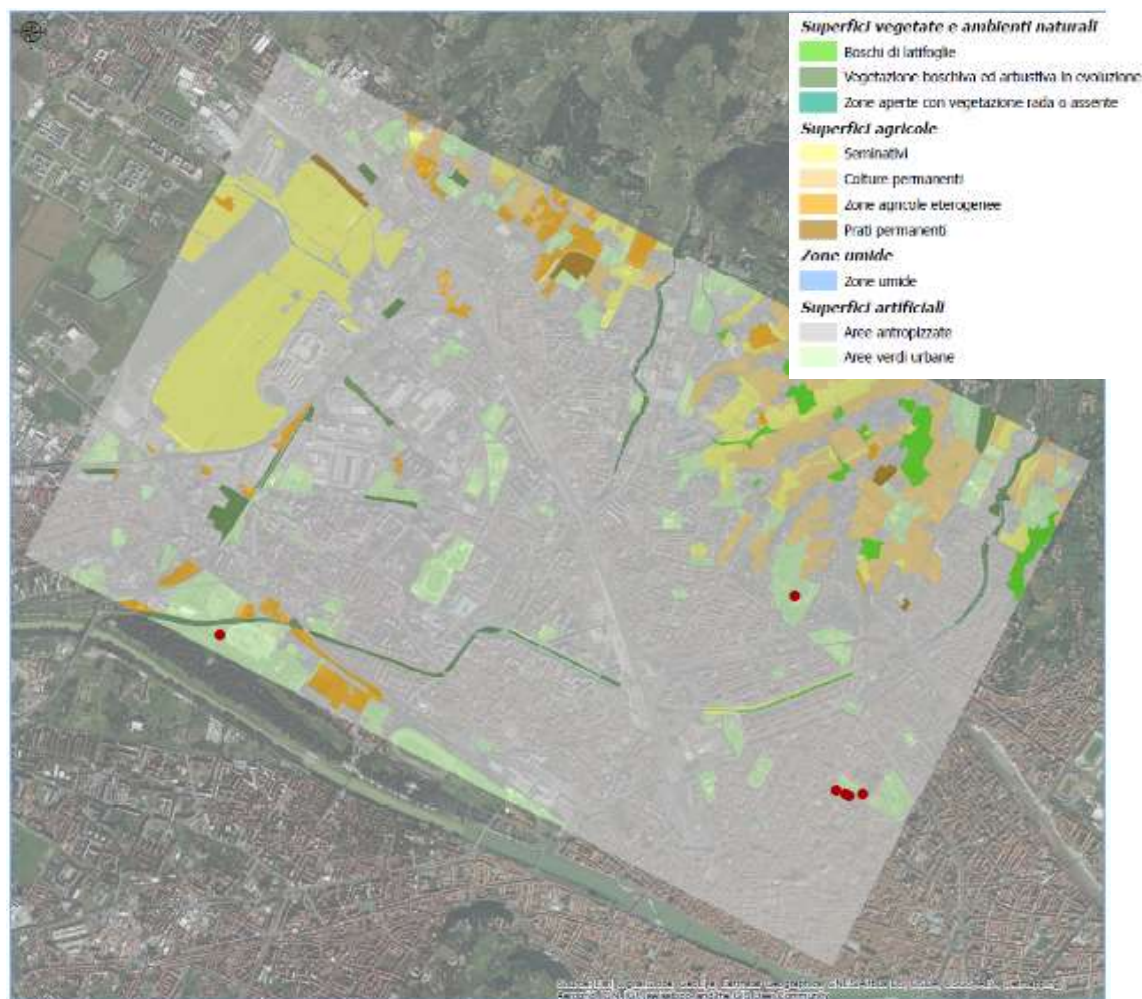 Superfici vegetate e ambienti naturali
Boschi di latifoglie
Vegetazione boschiva ed arbustiva in evoluzione
Zone aperte con vegetazione rada o assente
Superfici agricole
Seminativi
Colture permanenti
Zone agricole eterogenee
Prati permanenti
Zone umide
Zone umide
Superfici artificiali
Aree antropizzate
Aree verdi urbane